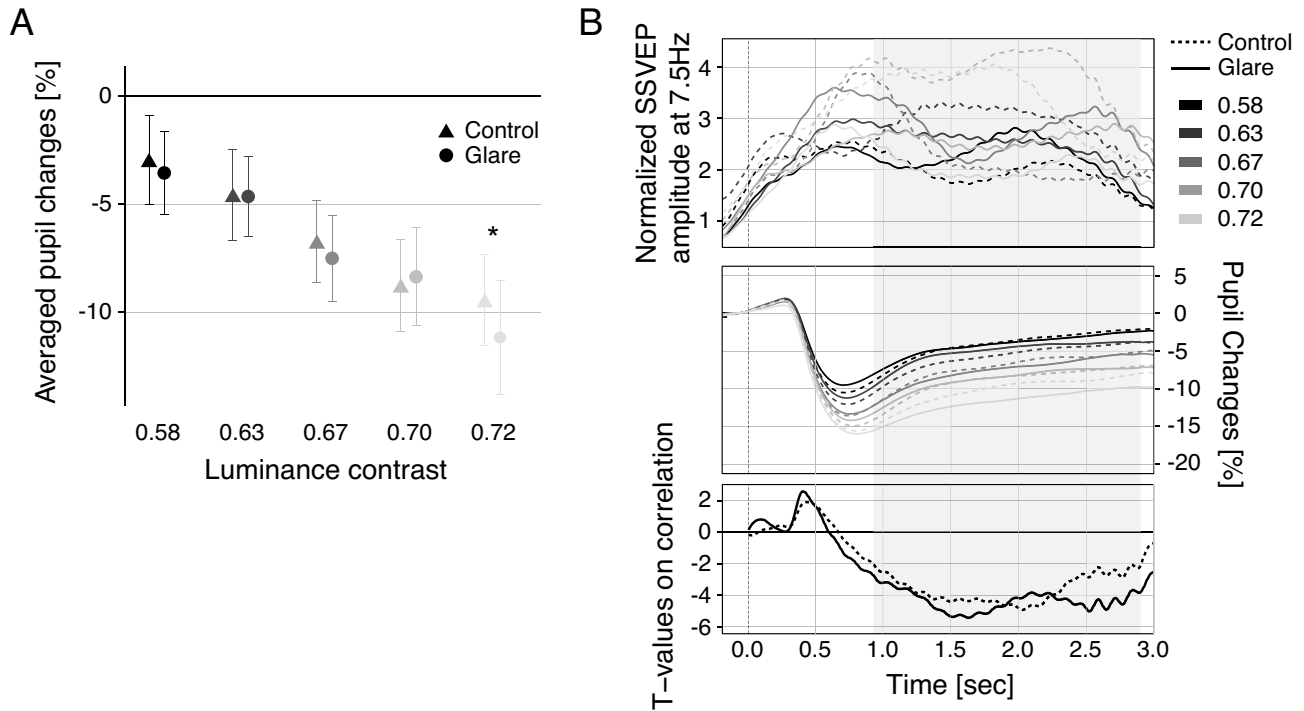 A
Averaged pupil changes [%]
0
-5
-10
Control
Glare
*
0.58 0.63 0.67 0.70 0.72
Luminance contrast
B
Normalized SSVEP
amplitude at 7.5Hz
4
3
2
1
Control
Glare
0.58
0.63
0.67
0.70
0.72
Pupil Changes [%]
5
0
-5
-10
-15
-20
T−values on correlation
2
0
-2
-4
-6
0.0 0.5 1.0 1.5 2.0 2.5 3.0
Time [sec]